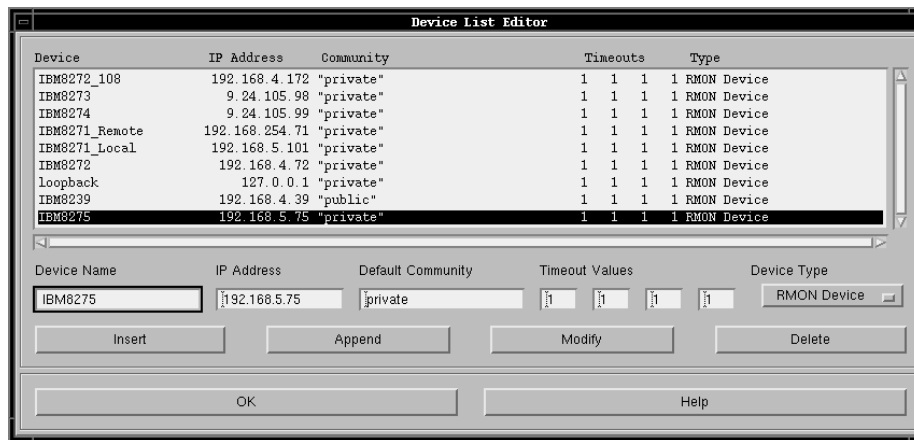 Device List Editor
Device IP Address Community Timeouts Type
IBM8272_108 192.168.4.172 "private" 1 1 1 1 RMON Device
IBM8273 9.24.105.98 "private" 1 1 1 1 RMON Device
IBM8274 9.24.105.99 "private" 1 1 1 1 RMON Device
IBM8271_Remote 192.168.254.71 "private" 1 1 1 1 RMON Device
IBM8271_Local 192.168.5.101 "private" 1 1 1 1 RMON Device
IBM8272 192.168.4.72 "private" 1 1 1 1 RMON Device
loopback 127.0.0.1 "private" 1 1 1 1 RMON Device
IBM8239 192.168.4.39 "public" 1 1 1 1 RMON Device
IBM8275 192.168.5.75 "private" 1 1 1 1 RMON Device
Device Name IP Address Default Community Timeout Values Device Type
IBM8275 192.168.5.75 private 1 1 1 1 RMON Device
Insert Append Modify Delete
OK Help